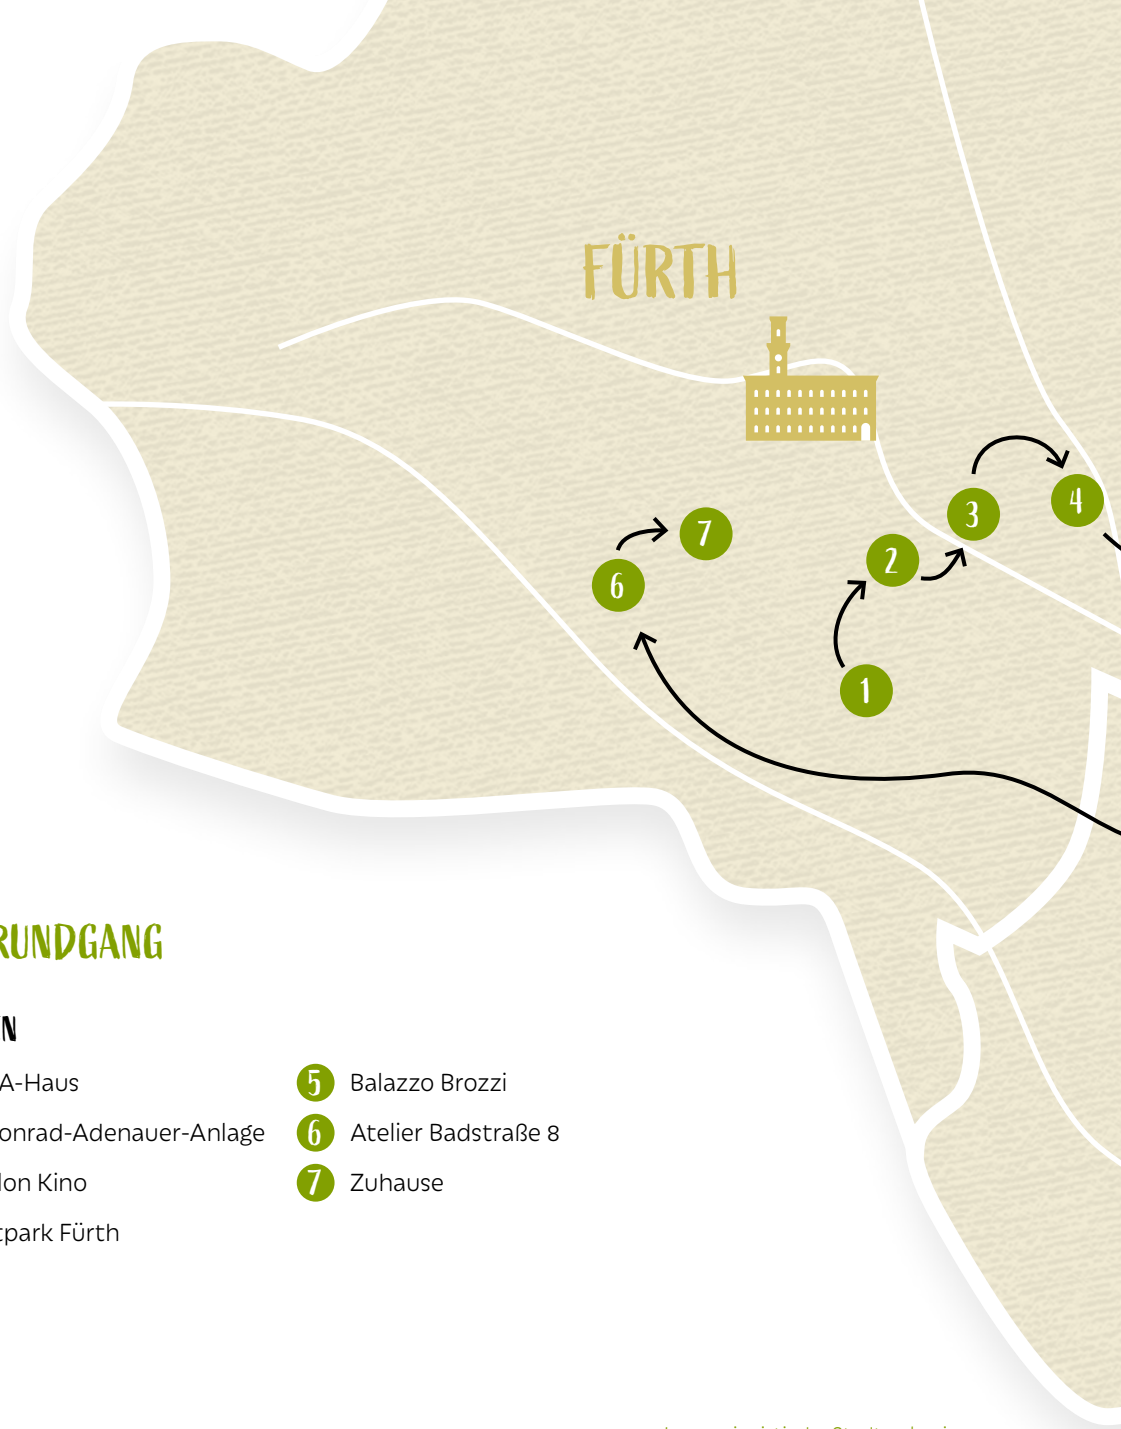 FÜRTH
3
4
7
2
6
1
RUNDGANG
A-Haus
onrad-Adenauer-Anlage
lon Kino
tpark Fürth
5 Balazzo Brozzi
6 Atelier Badstraße 8
7 Zuhause